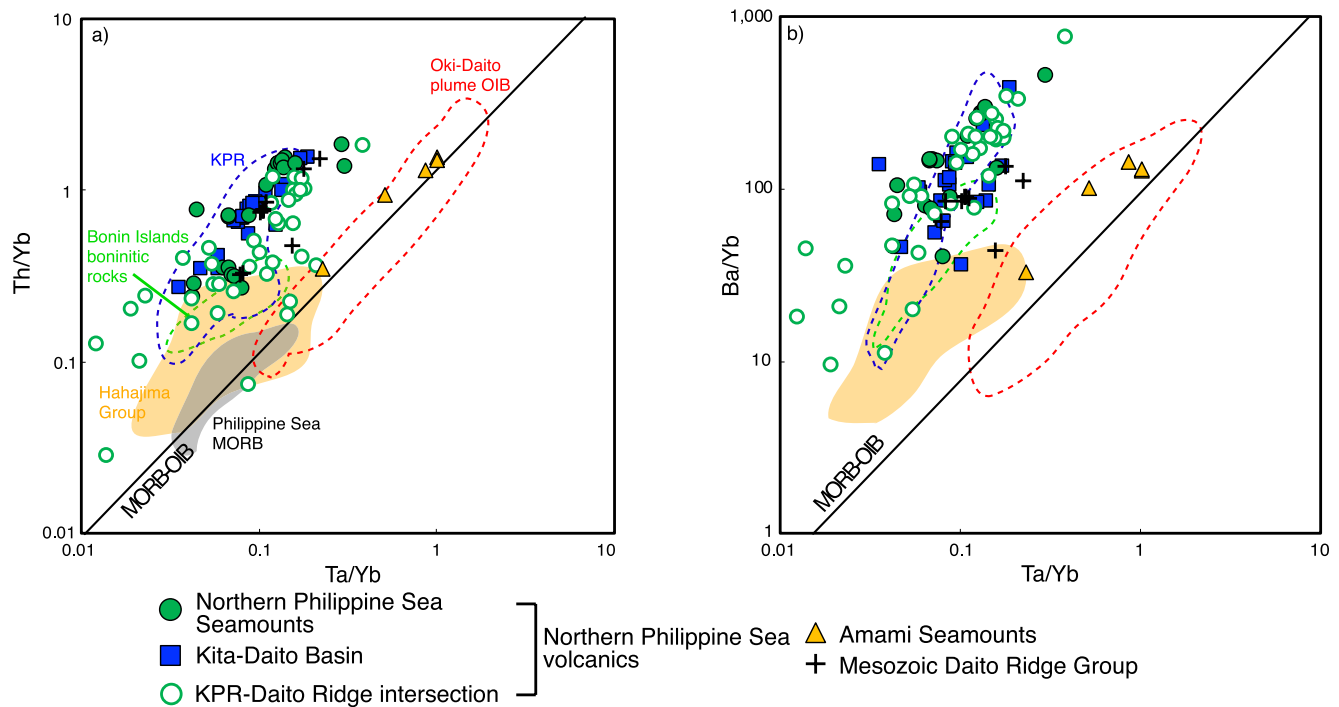 a)
10
1
0.1
0.01
Th/Yb
0.01
0.1
1
10
Ta/Yb
KPR
Oki-Daito
plume OIB
Bonin Islands
boninitic
rocks
Hahajima
Group
Philippine Sea
MORB
MORB-OIB
b)
1,000
100
10
1
Ba/Yb
0.01
0.1
1
10
Ta/Yb
MORB-OIB
Northern Philippine Sea
Seamounts
Kita-Daito Basin
KPR-Daito Ridge intersection
Northern Philippine Sea
volcanics
Amami Seamounts
Mesozoic Daito Ridge Group